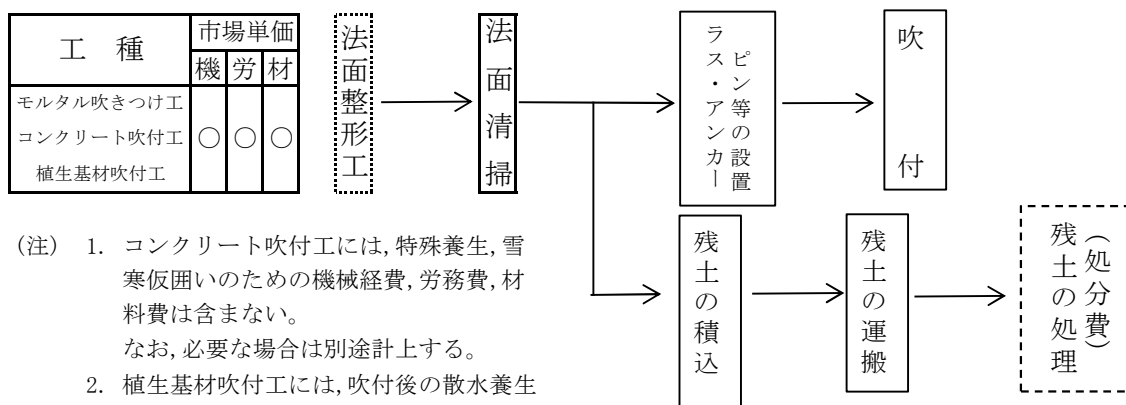 工　種
市場単価
機 労 材
モルタル吹きつけ工
コンクリート吹付工 ○ ○ ○
植生基材吹付工
法面整形工
法面清掃
ラス・アンカー
ピン等の設置
吹付
残土の積込
残土の運搬
残土の処理
（処分費）
(注) 1. コンクリート吹付工には,特殊養生,雪
寒仮囲いのための機械経費,労務費,材
料費は含まない。
なお,必要な場合は別途計上する。
2. 植生基材吹付工には,吹付後の散水養生